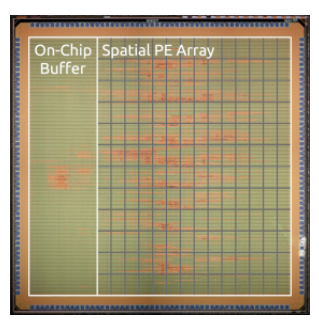 On-Chip
Buffer
Spatial PE Array